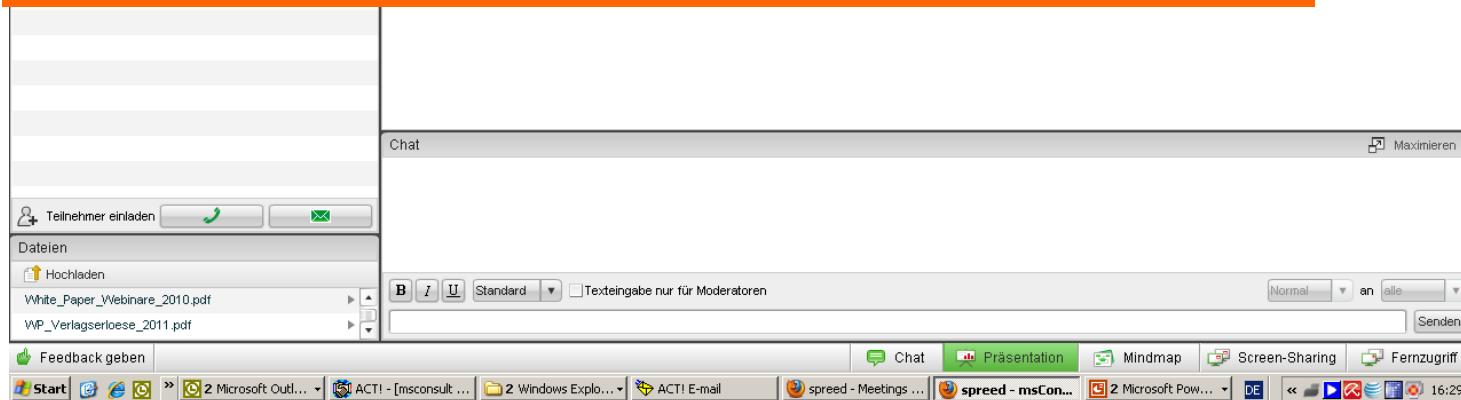 Chat
Maximieren
Teilnehmer einladen
Dateien
Hochladen
White_Paper_Webinare_2010.pdf
WP_Verlagserloese_2011.pdf
B I U Standard Texteingabe nur für Moderatoren Normal an alle
Senden
Feedback geben Chat Präsentation Mindmap Screen-Sharing Fernzugriff
Start » 2 Microsoft Outl... ACT! - [msconsult ... 2 Windows Explo... ACT! E-mail spreed - Meetings ... spreed - msCon... 2 Microsoft Pow... DE « 16:29